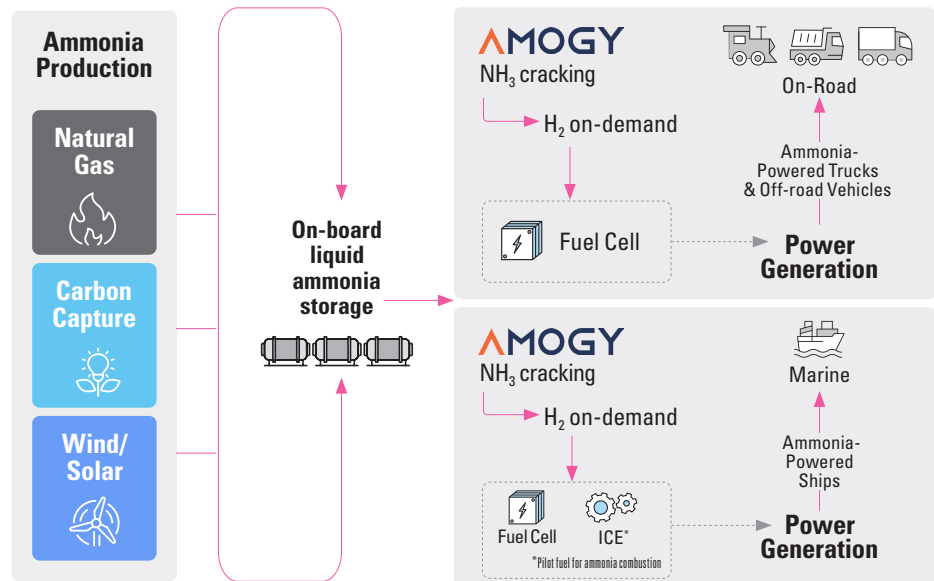 Ammonia
Production
Natural
Gas
Carbon
Capture
Wind/
Solar
On-board
liquid
ammonia
storage
AMOGY
NH₃ cracking
H₂ on-demand
Fuel Cell
Power
Generation
Ammonia-
Powered Trucks
& Off-road Vehicles
On-Road
AMOGY
NH₃ cracking
H₂ on-demand
Fuel Cell
ICE*
*Pilot fuel for ammonia combustion
Power
Generation
Ammonia-
Powered
Ships
Marine